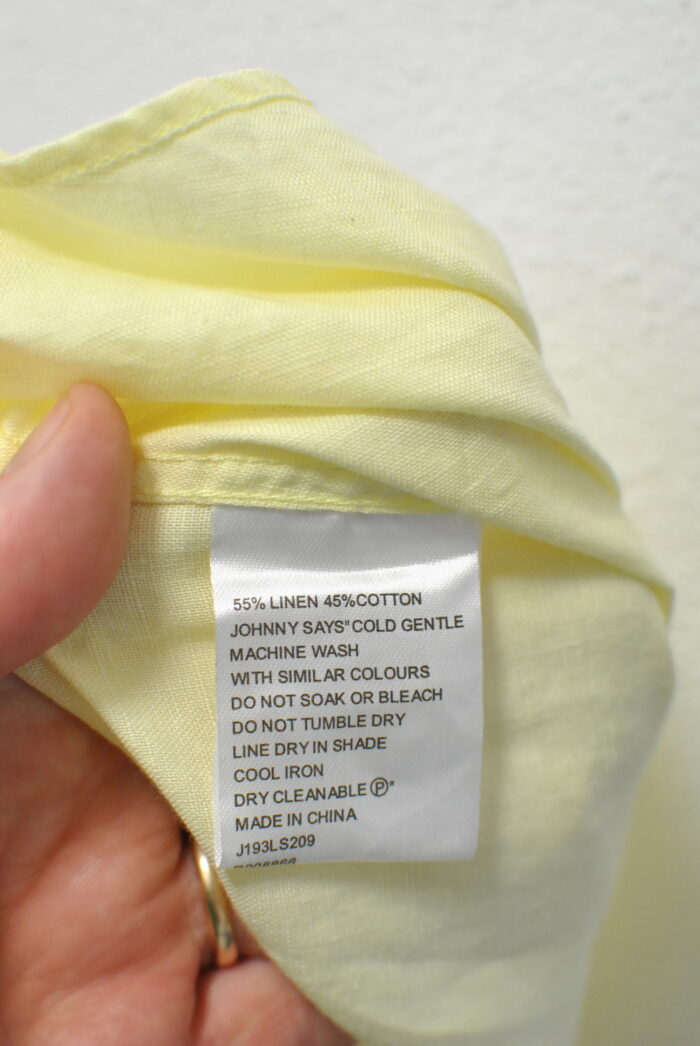 55% LINEN 45%COTTON
JOHNNY SAYS"COLD GENTLE
MACHINE WASH
WITH SIMILAR COLOURS
DO NOT SOAK OR BLEACH
DO NOT TUMBLE DRY
LINE DRY IN SHADE
COOL IRON
DRY CLEANABLE Ⓟ"
MADE IN CHINA
J193LS209